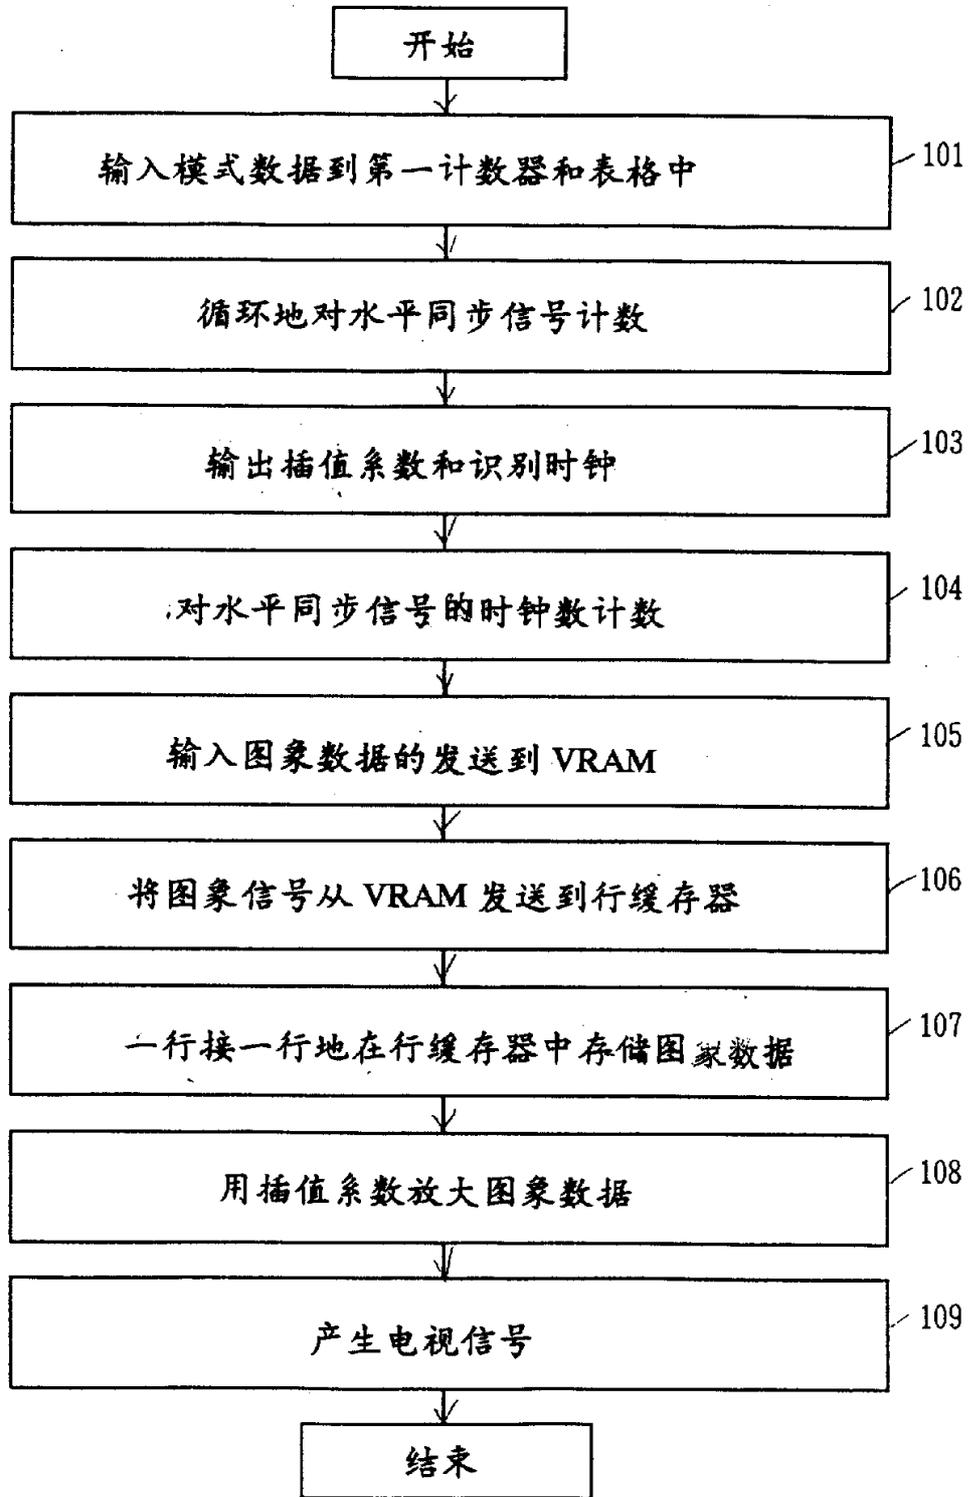 开始
输入模式数据到第一计数器和表格中
101
循环地对水平同步信号计数
102
输出插值系数和识别时钟
103
对水平同步信号的时钟数计数
104
输入图象数据的发送到 VRAM
105
将图象信号从 VRAM 发送到行缓存器
106
一行接一行地在行缓存器中存储图象数据
107
用插值系数放大图象数据
108
产生电视信号
109
结束